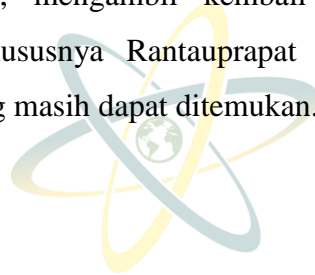 , mengambil kembali
ususnya Rantauprapat
g masih dapat ditemukan.